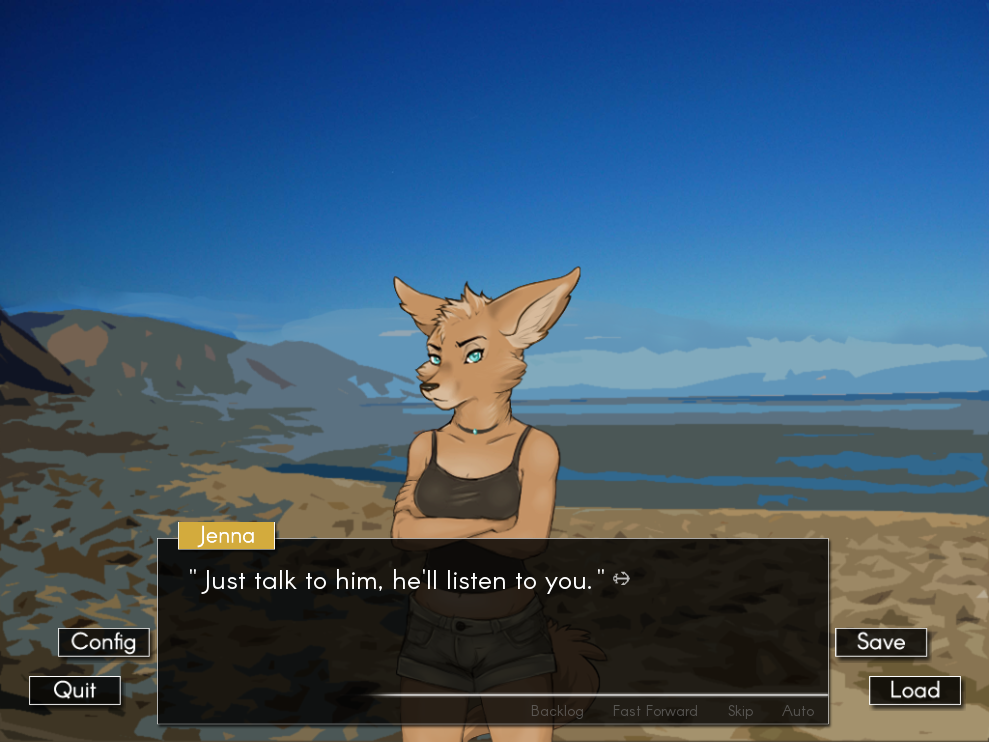 Jenna
"Just talk to him, he'll listen to you."
Config
Save
Quit
Load
Backlog Fast Forward Skip Auto